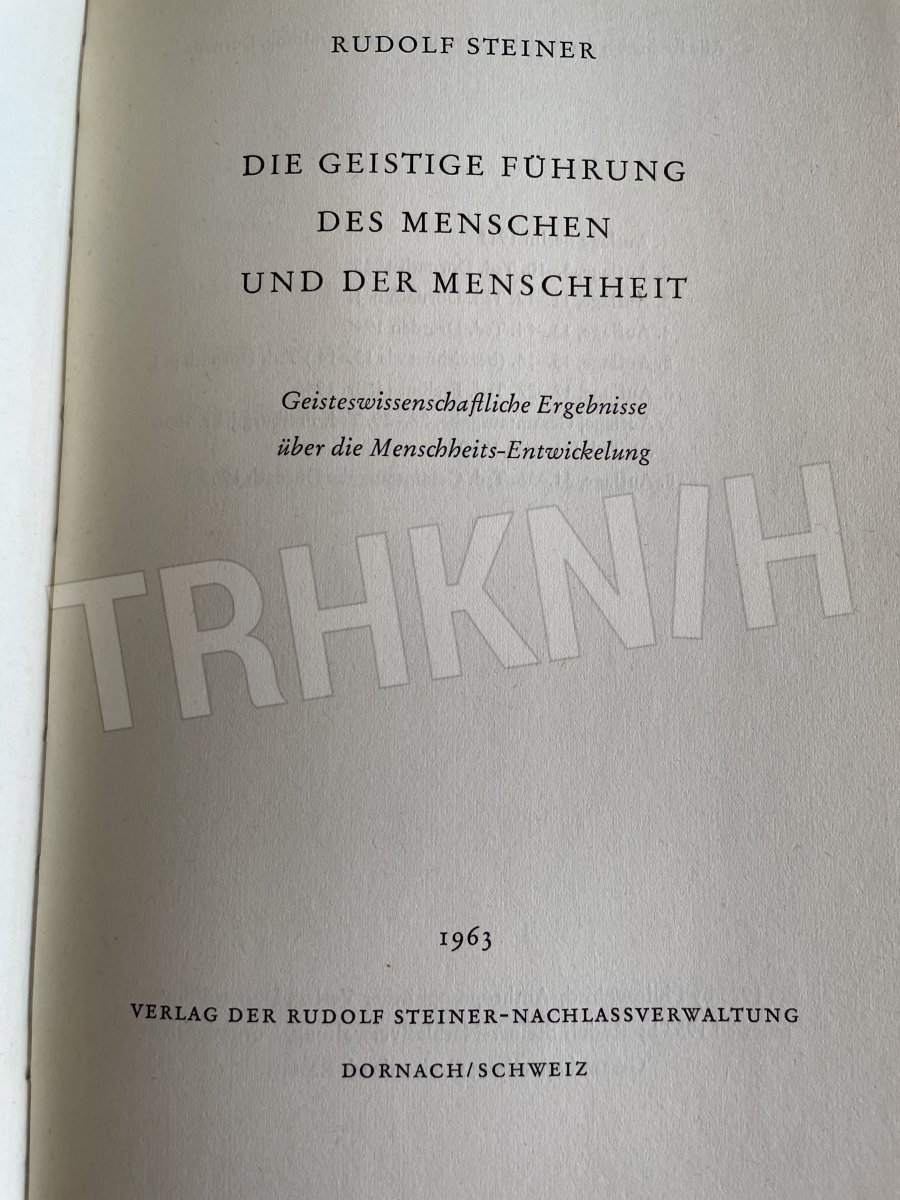 RUDOLF STEINER
DIE GEISTIGE FÜHRUNG
DES MENSCHEN
UND DER MENSCHHEIT
Geisteswissenschaftliche Ergebnisse
über die Menschheits-Entwickelung
TRHKN/H
1963
VERLAG DER RUDOLF STEINER-NACHLASSVERWALTUNG
DORNACH/SCHWEIZ